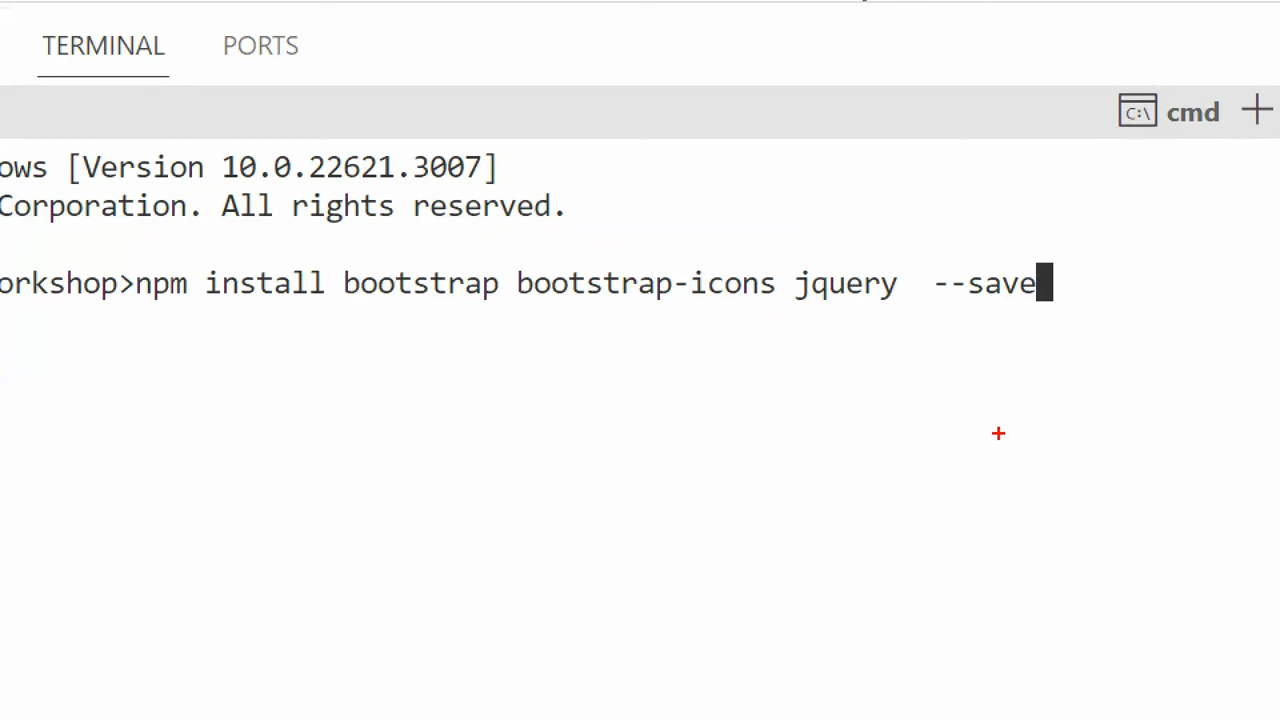 TERMINAL PORTS
cmd
ows [Version 10.0.22621.3007]
Corporation. All rights reserved.
orkshop>npm install bootstrap bootstrap-icons jquery  --save